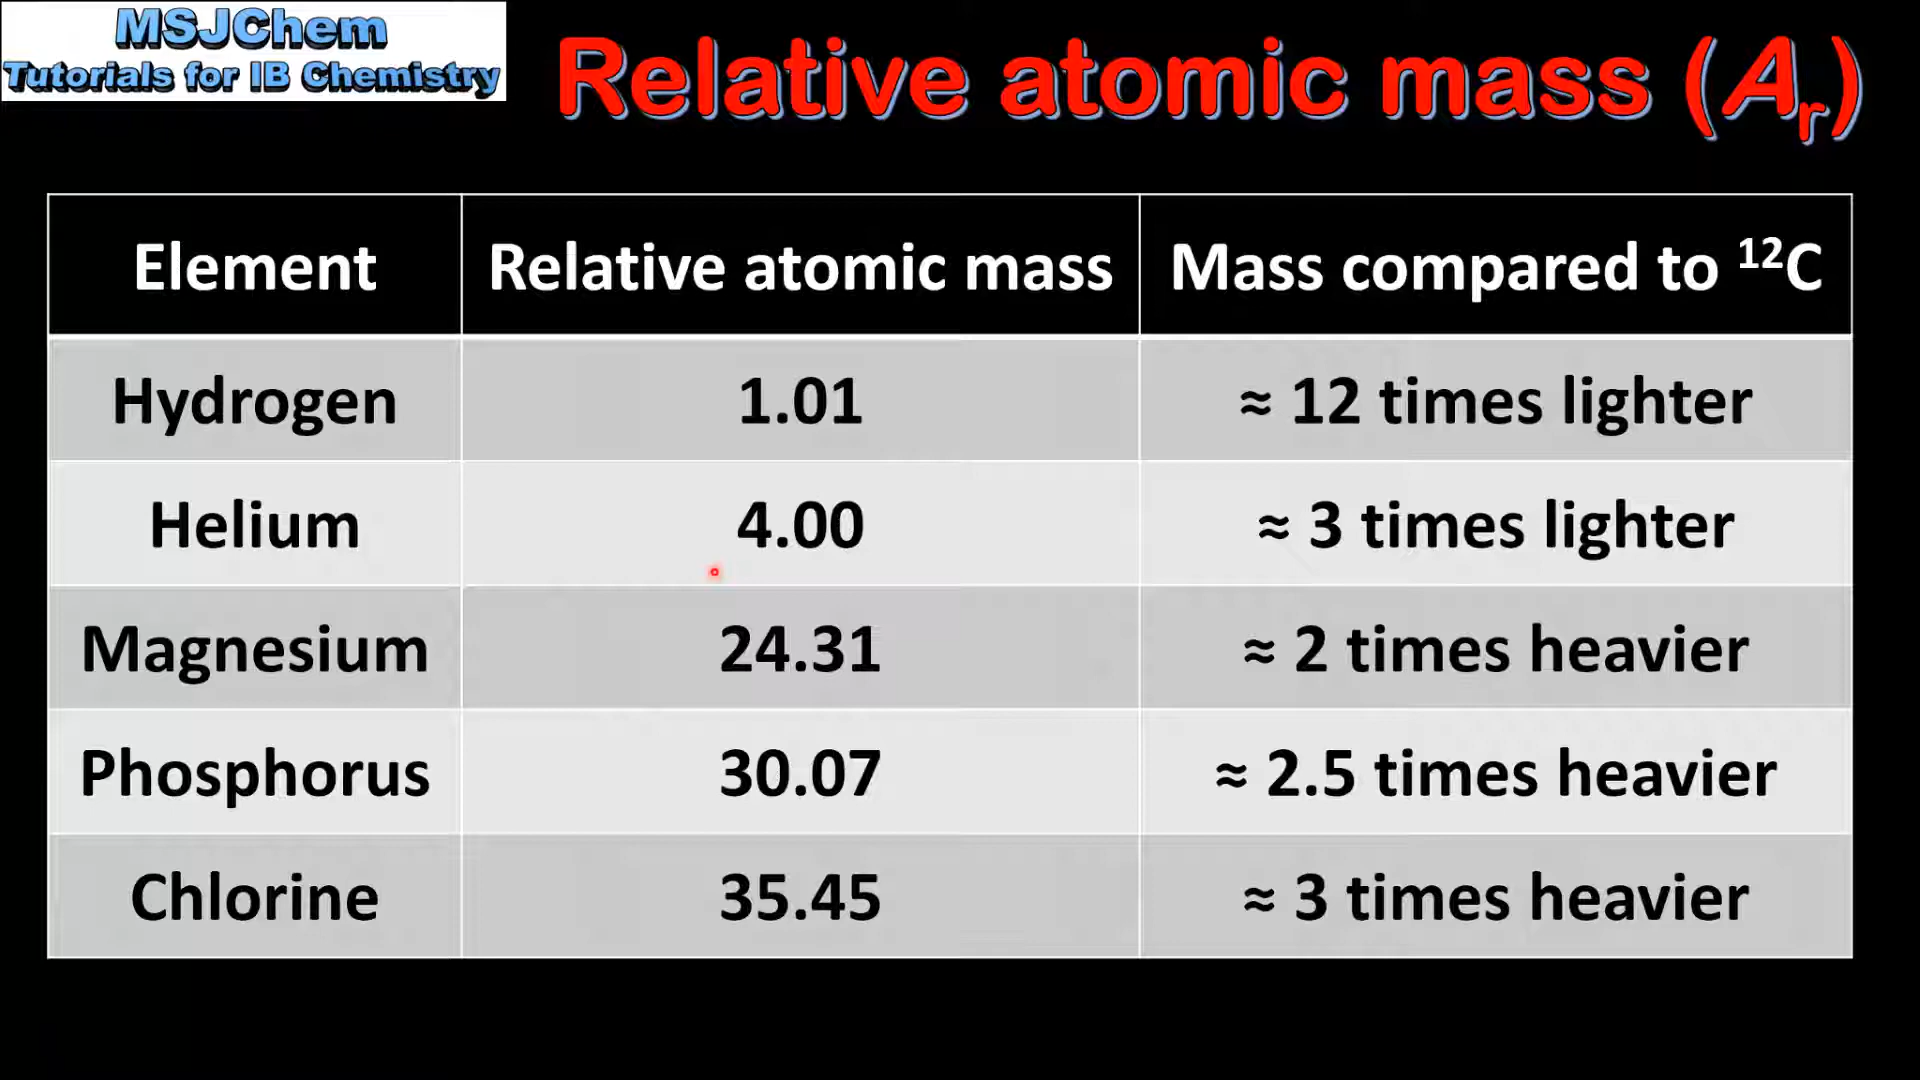 MSJChem
Tutorials for IB Chemistry
Relative atomic mass (Ar)
Element Relative atomic mass Mass compared to ¹²C
Hydrogen 1.01 ≈ 12 times lighter
Helium 4.00 ≈ 3 times lighter
Magnesium 24.31 ≈ 2 times heavier
Phosphorus 30.07 ≈ 2.5 times heavier
Chlorine 35.45 ≈ 3 times heavier